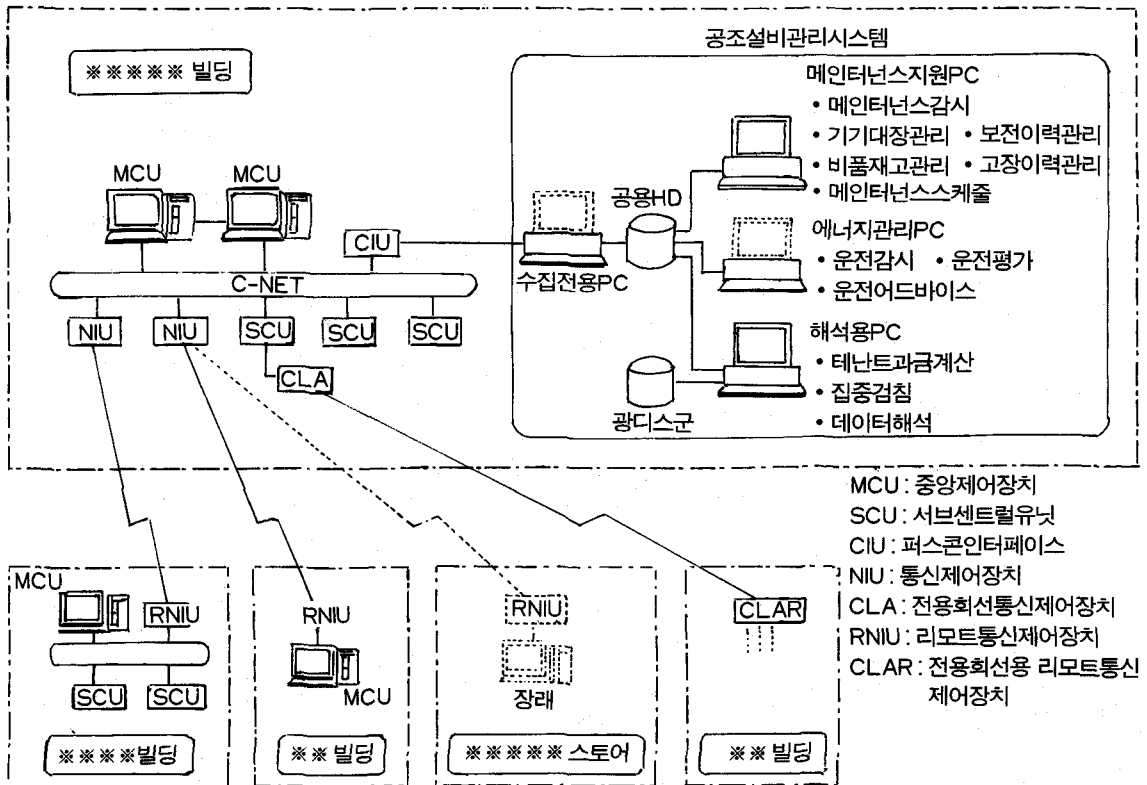 공조설비관리시스템
※※※※※ 빌딩
메인터넌스지원PC
• 메인터넌스감시
• 기기대장관리 • 보전이력관리
• 비품재고관리 • 고장이력관리
• 메인터넌스스케줄
MCU
MCU
공용HD
CIU
수집전용PC
에너지관리PC
• 운전감시 • 운전평가
• 운전어드바이스
C-NET
NIU
NIU
SCU
SCU
SCU
CLA
해석용PC
• 테난트과금계산
• 집중검침
• 데이터해석
광디스군
MCU : 중앙제어장치
SCU : 서브센트럴유닛
CIU : 퍼스콘인터페이스
NIU : 통신제어장치
CLA : 전용회선통신제어장치
RNIU : 리모트통신제어장치
CLAR : 전용회선용 리모트통신
제어장치
MCU
RNIU
SCU
SCU
※※※※빌딩
RNIU
MCU
※※ 빌딩
RNIU
장래
※※※※※ 스토어
CLAR
※※ 빌딩